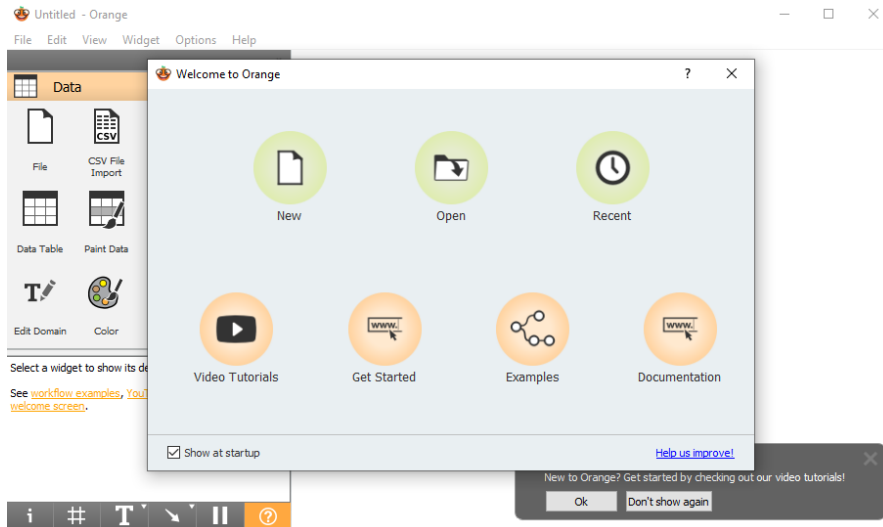 Untitled - Orange
File Edit View Widget Options Help
Data
File
CSV
CSV File
Import
Data Table
Paint Data
T
Edit Domain
Color
Select a widget to show its de
See workflow examples, YouT
welcome screen.
i # T ?
Welcome to Orange
?
New
Open
Recent
Video Tutorials
www.
Get Started
Examples
www.
Documentation
Show at startup
Help us improve!
New to Orange? Get started by checking out our video tutorials!
Ok
Don't show again